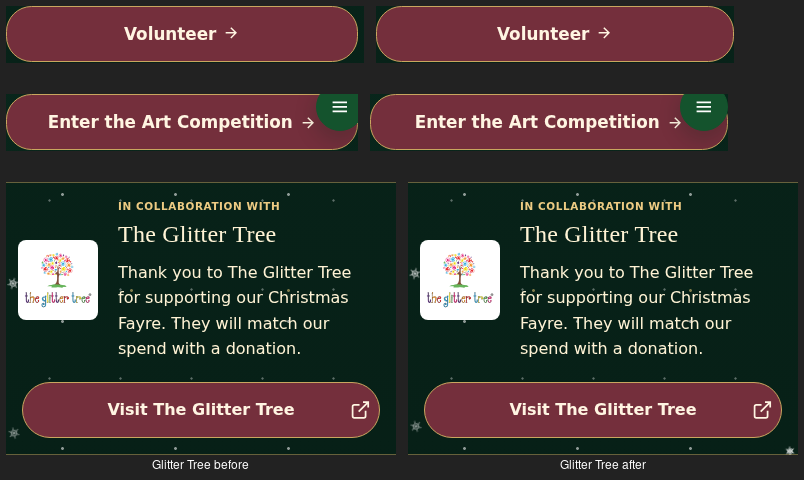 Volunteer →
Volunteer →
Enter the Art Competition →
Enter the Art Competition →
IN COLLABORATION WITH
The Glitter Tree
the glitter tree
Thank you to The Glitter Tree
for supporting our Christmas
Fayre. They will match our
spend with a donation.
Visit The Glitter Tree
Glitter Tree before
IN COLLABORATION WITH
The Glitter Tree
the glitter tree
Thank you to The Glitter Tree
for supporting our Christmas
Fayre. They will match our
spend with a donation.
Visit The Glitter Tree
Glitter Tree after